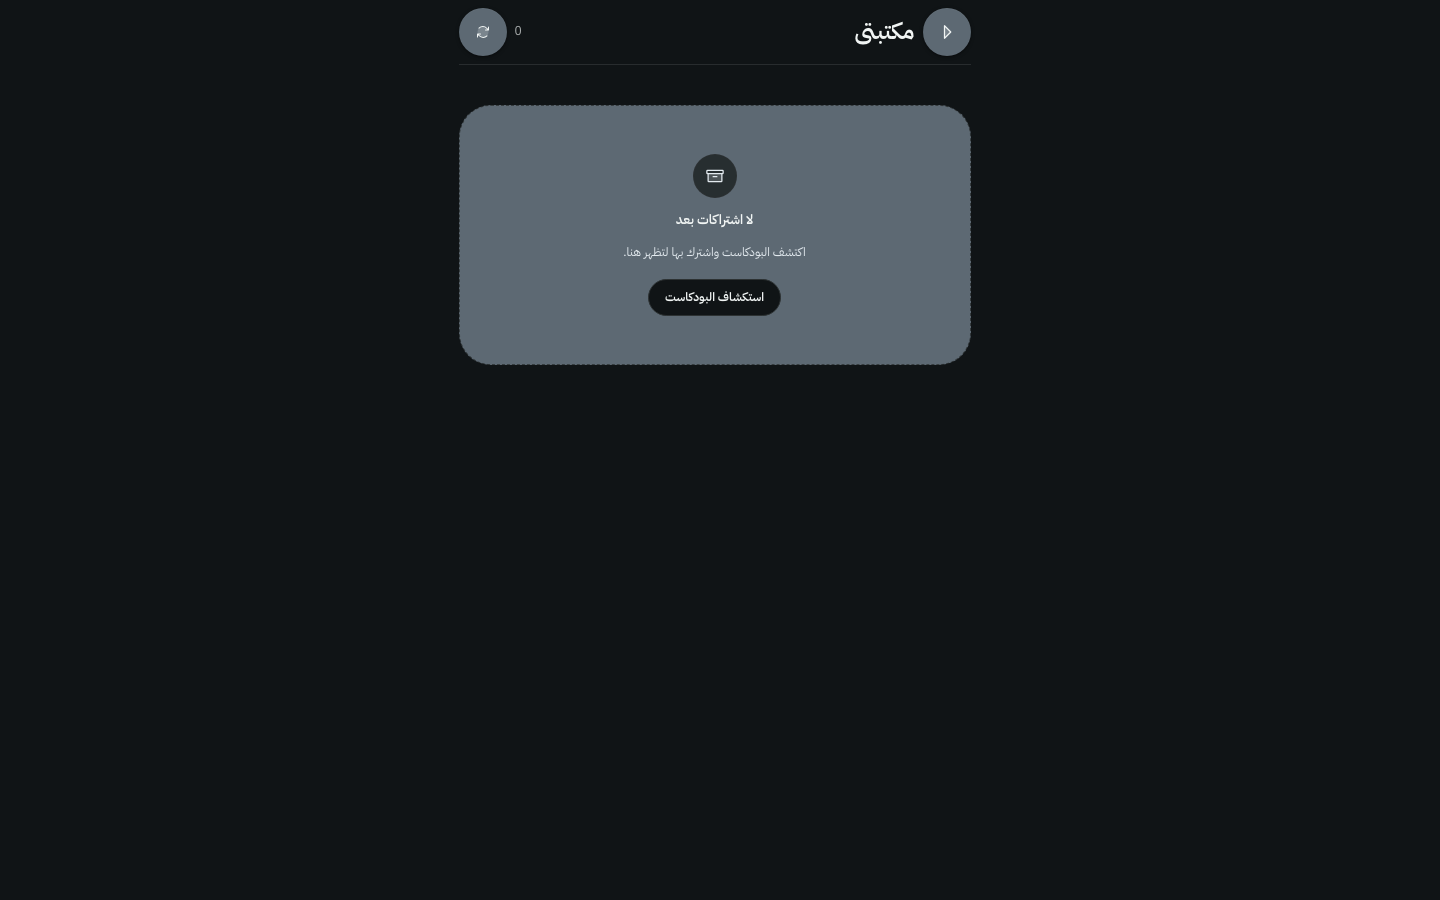 مكتبتي
0
لا اشتراكات بعد
اكتشف البودكاست واشترك بها لتظهر هنا.
استكشاف البودكاست